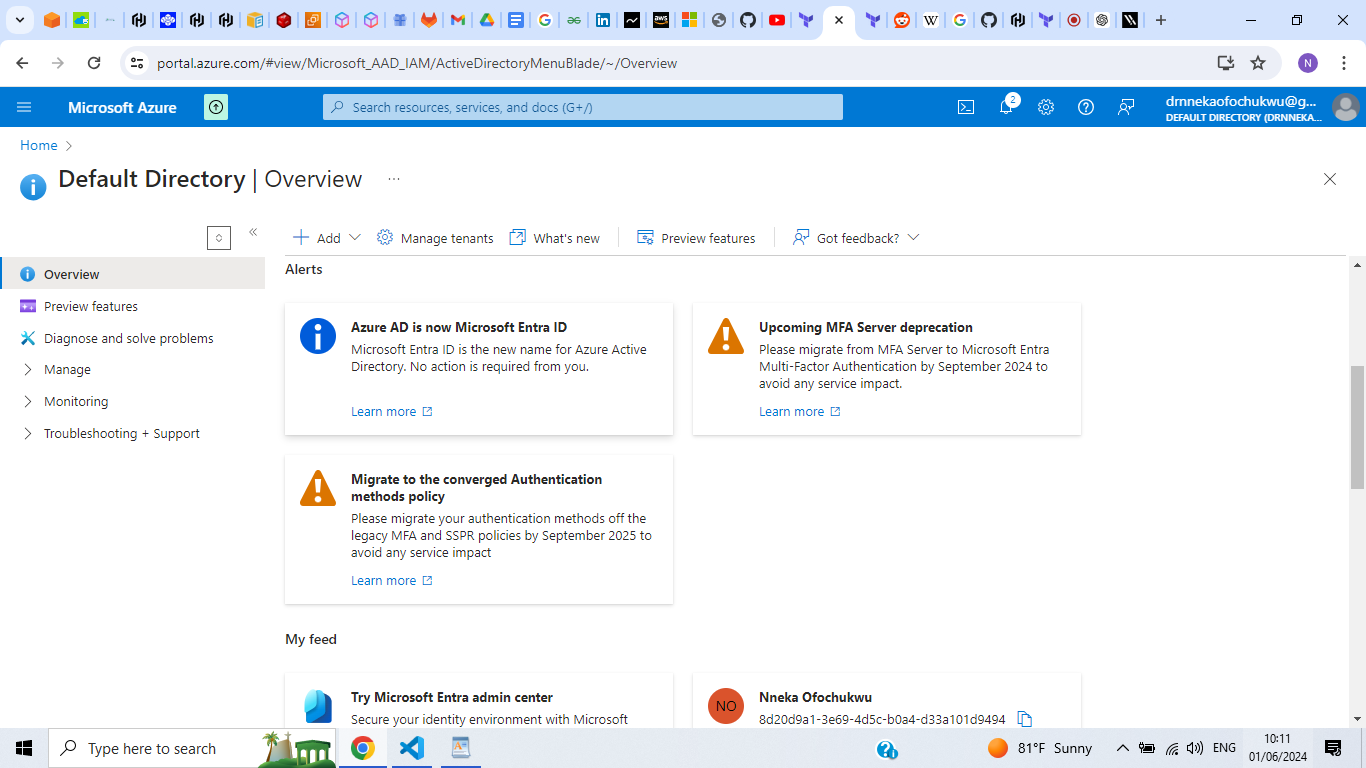 portal.azure.com/#view/Microsoft_AAD_IAM/ActiveDirectoryMenuBlade/~/Overview
N
Microsoft Azure
Search resources, services, and docs (G+/)
2
drnnekaofochukwu@g...
DEFAULT DIRECTORY (DRNNEKA...
Home
Default Directory | Overview
...
Add
Manage tenants
What's new
Preview features
Got feedback?
Overview
Preview features
Diagnose and solve problems
Manage
Monitoring
Troubleshooting + Support
Alerts
Azure AD is now Microsoft Entra ID
Microsoft Entra ID is the new name for Azure Active
Directory. No action is required from you.
Learn more
Upcoming MFA Server deprecation
Please migrate from MFA Server to Microsoft Entra
Multi-Factor Authentication by September 2024 to
avoid any service impact.
Learn more
Migrate to the converged Authentication
methods policy
Please migrate your authentication methods off the
legacy MFA and SSPR policies by September 2025 to
avoid any service impact
Learn more
My feed
Try Microsoft Entra admin center
Secure your identity environment with Microsoft
NO
Nneka Ofochukwu
8d20d9a1-3e69-4d5c-b0a4-d33a101d9494
Type here to search
81°F Sunny
ENG
10:11
01/06/2024